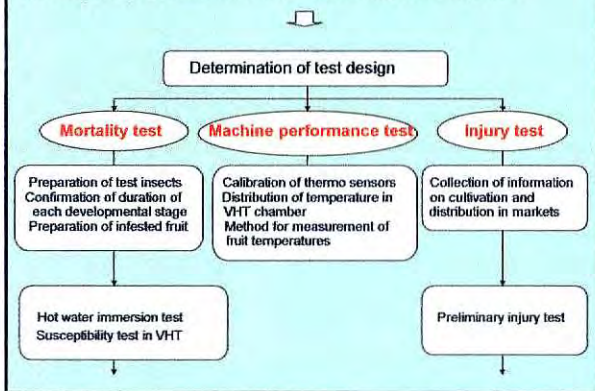 Determination of test design
Mortality test
Machine performance test
Injury test
Preparation of test insects
Confirmation of duration of
each developmental stage
Preparation of infested fruit
Calibration of thermo sensors
Distribution of temperature in
VHT chamber
Method for measurement of
fruit temperatures
Collection of information
on cultivation and
distribution in markets
Hot water immersion test
Susceptibility test in VHT
Preliminary injury test